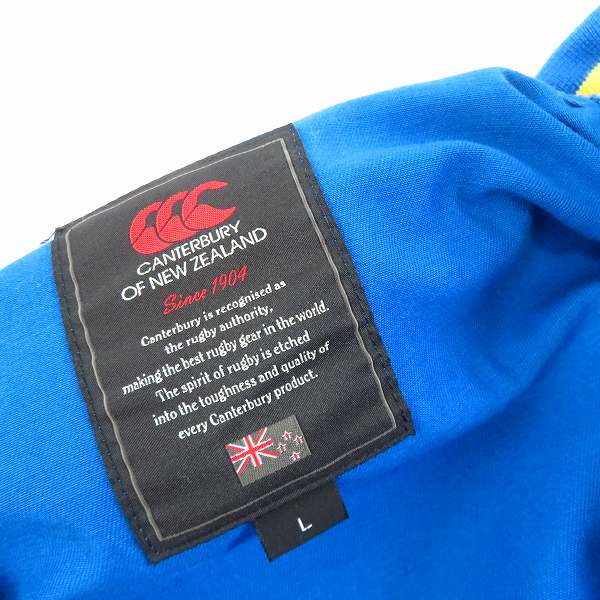 CANTERBURY
OF NEW ZEALAND
Since 1904
Canterbury is recognised as
the rugby authority,
making the best rugby gear in the world.
The spirit of rugby is etched
into the toughness and quality of
every Canterbury product.
L